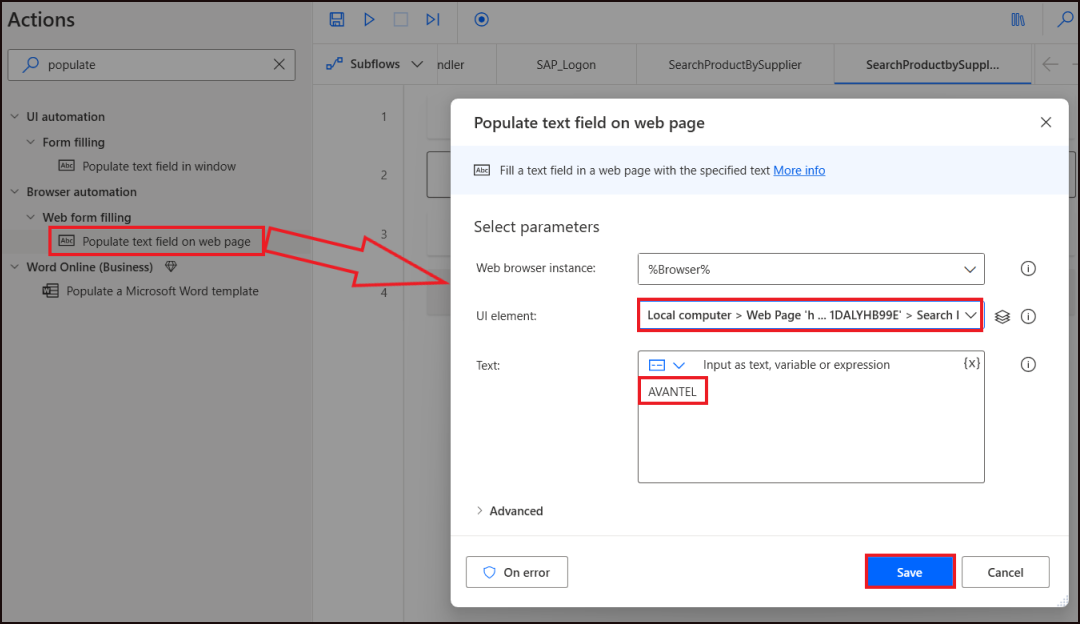 Actions
populate
UI automation
Form filling
Abc Populate text field in window
Browser automation
Web form filling
Abc Populate text field on web page
Word Online (Business)
Populate a Microsoft Word template
Subflows
ndler
SAP_Logon
SearchProductBySupplier
SearchProductbySuppl...
1
2
3
4
Populate text field on web page
Abc Fill a text field in a web page with the specified text More info
Select parameters
Web browser instance:
%Browser%
UI element:
Local computer > Web Page 'h ... 1DALYHB99E' > Search I
Text:
Input as text, variable or expression {x}
AVANTEL
Advanced
On error
Save
Cancel